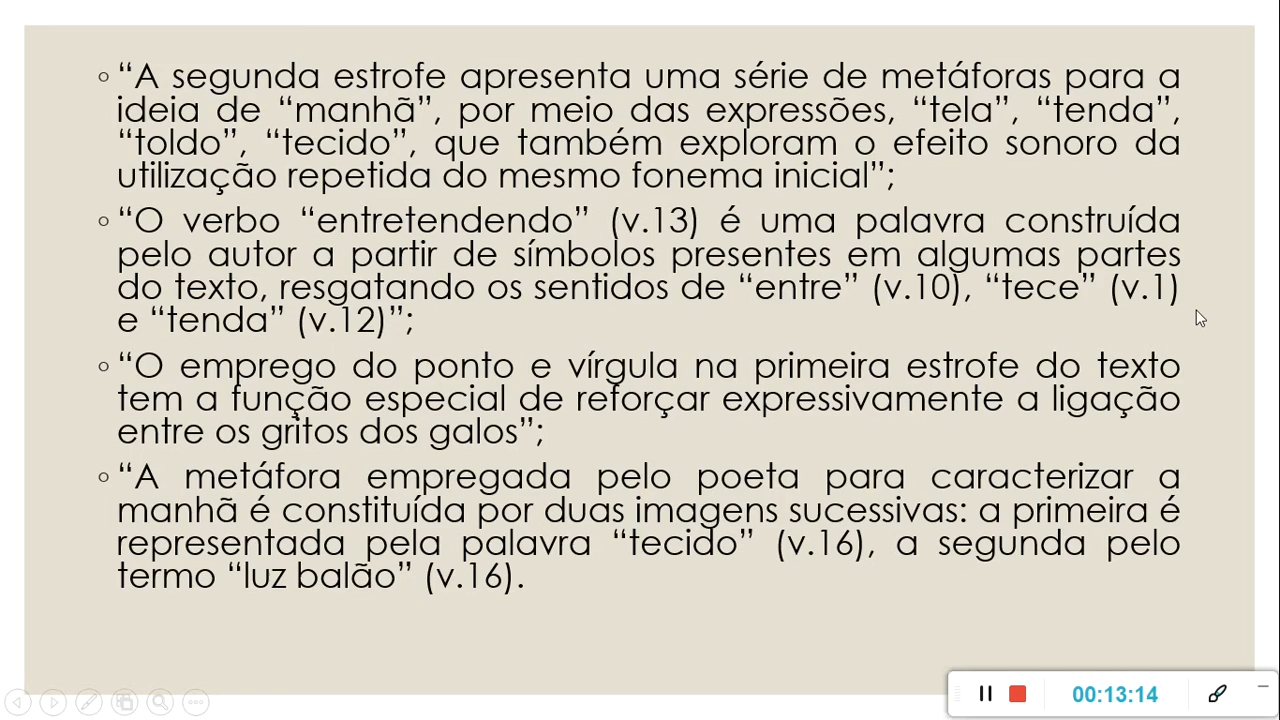 “A segunda estrofe apresenta uma série de metáforas para a
ideia de “manhã”, por meio das expressões, “tela”, “tenda”,
“toldo”, “tecido”, que também exploram o efeito sonoro da
utilização repetida do mesmo fonema inicial”;
“O verbo “entretendendo” (v.13) é uma palavra construída
pelo autor a partir de símbolos presentes em algumas partes
do texto, resgatando os sentidos de “entre” (v.10), “tece” (v.1)
e “tenda” (v.12)”;
“O emprego do ponto e vírgula na primeira estrofe do texto
tem a função especial de reforçar expressivamente a ligação
entre os gritos dos galos”;
“A metáfora empregada pelo poeta para caracterizar a
manhã é constituída por duas imagens sucessivas: a primeira é
representada pela palavra “tecido” (v.16), a segunda pelo
termo “luz balão” (v.16).
00:13:14